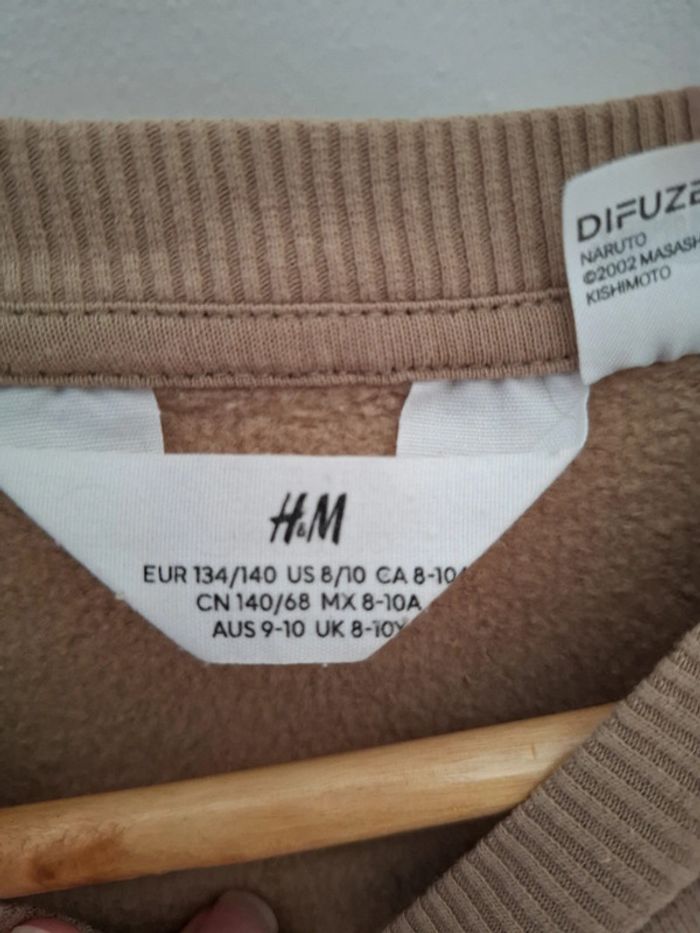 DIFUZE
NARUTO
©2002 MASASH
KISHIMOTO
H&M
EUR 134/140 US 8/10 CA 8-10
CN 140/68 MX 8-10A
AUS 9-10 UK 8-10Y